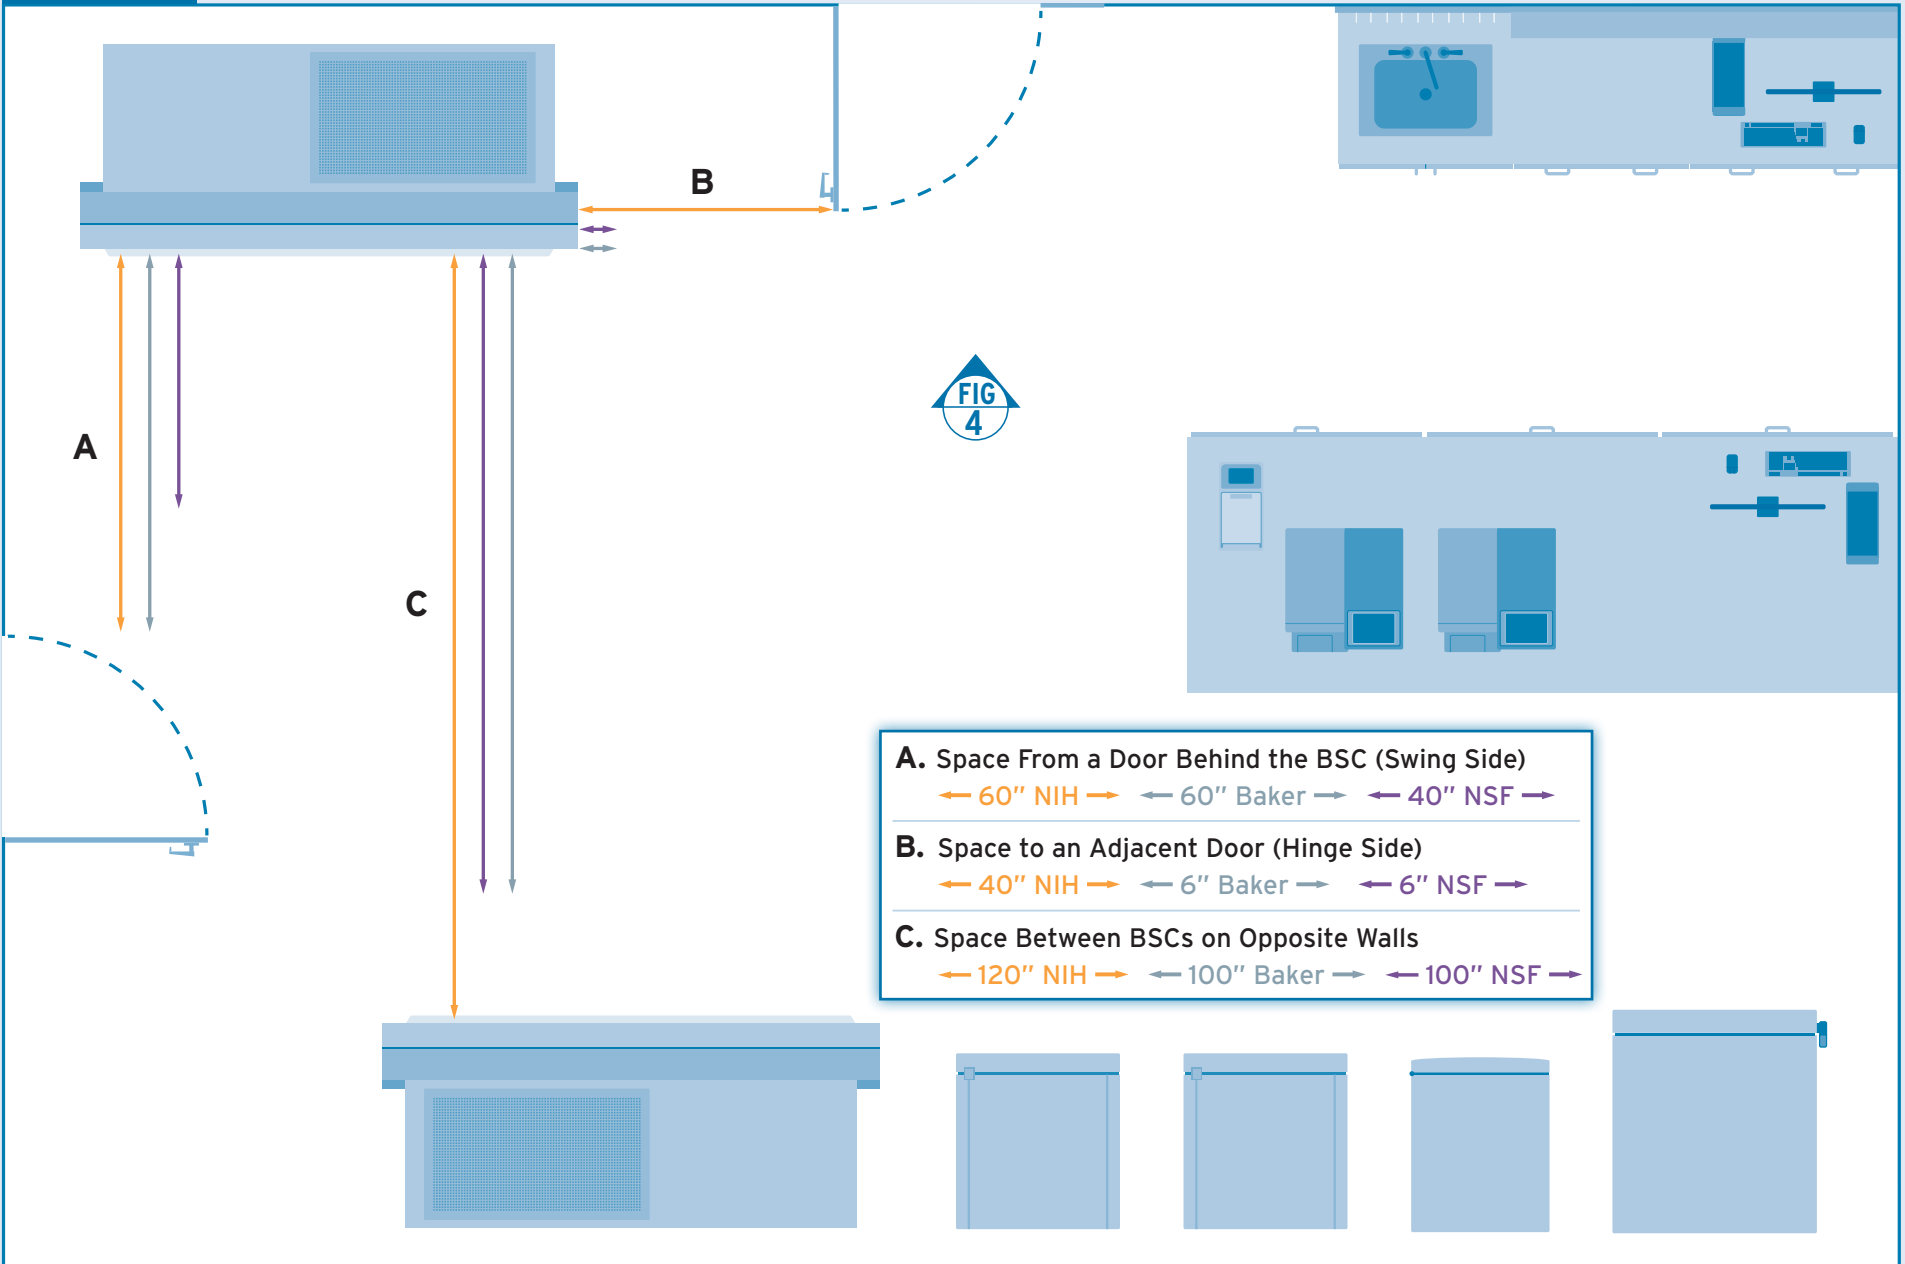 B
A
FIG
4
C
A. Space From a Door Behind the BSC (Swing Side)
60″ NIH 60″ Baker 40″ NSF
B. Space to an Adjacent Door (Hinge Side)
40″ NIH 6″ Baker 6″ NSF
C. Space Between BSCs on Opposite Walls
120″ NIH 100″ Baker 100″ NSF